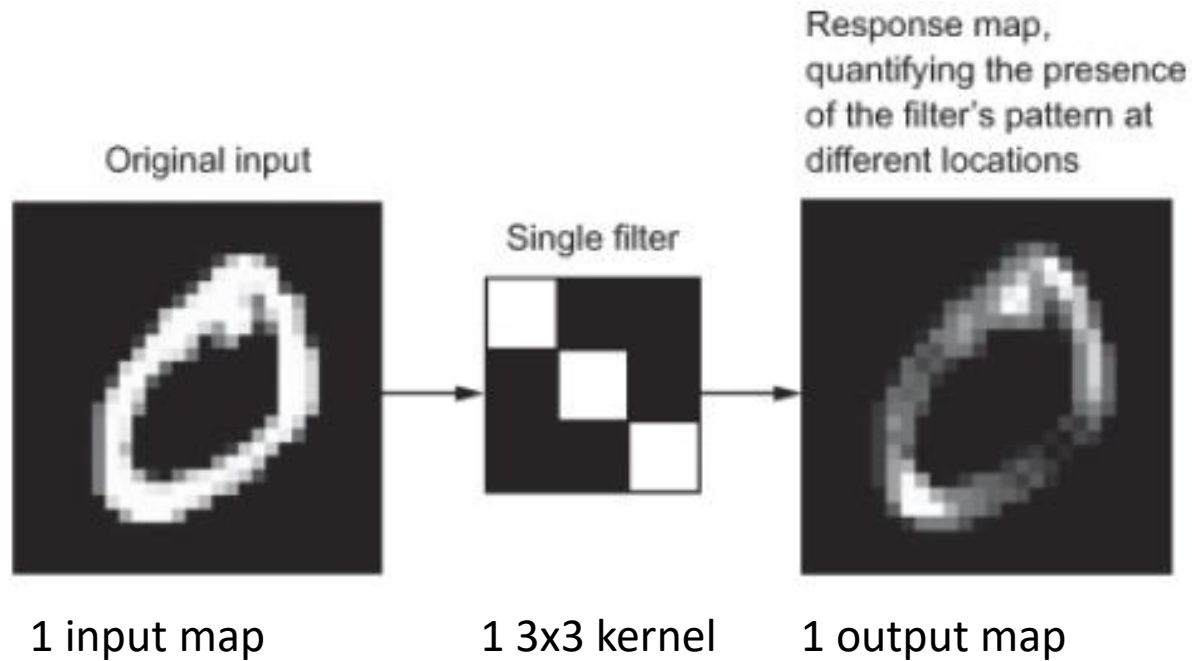 Response map,
quantifying the presence
of the filter's pattern at
different locations
Original input
Single filter
1 input map
1 3x3 kernel
1 output map